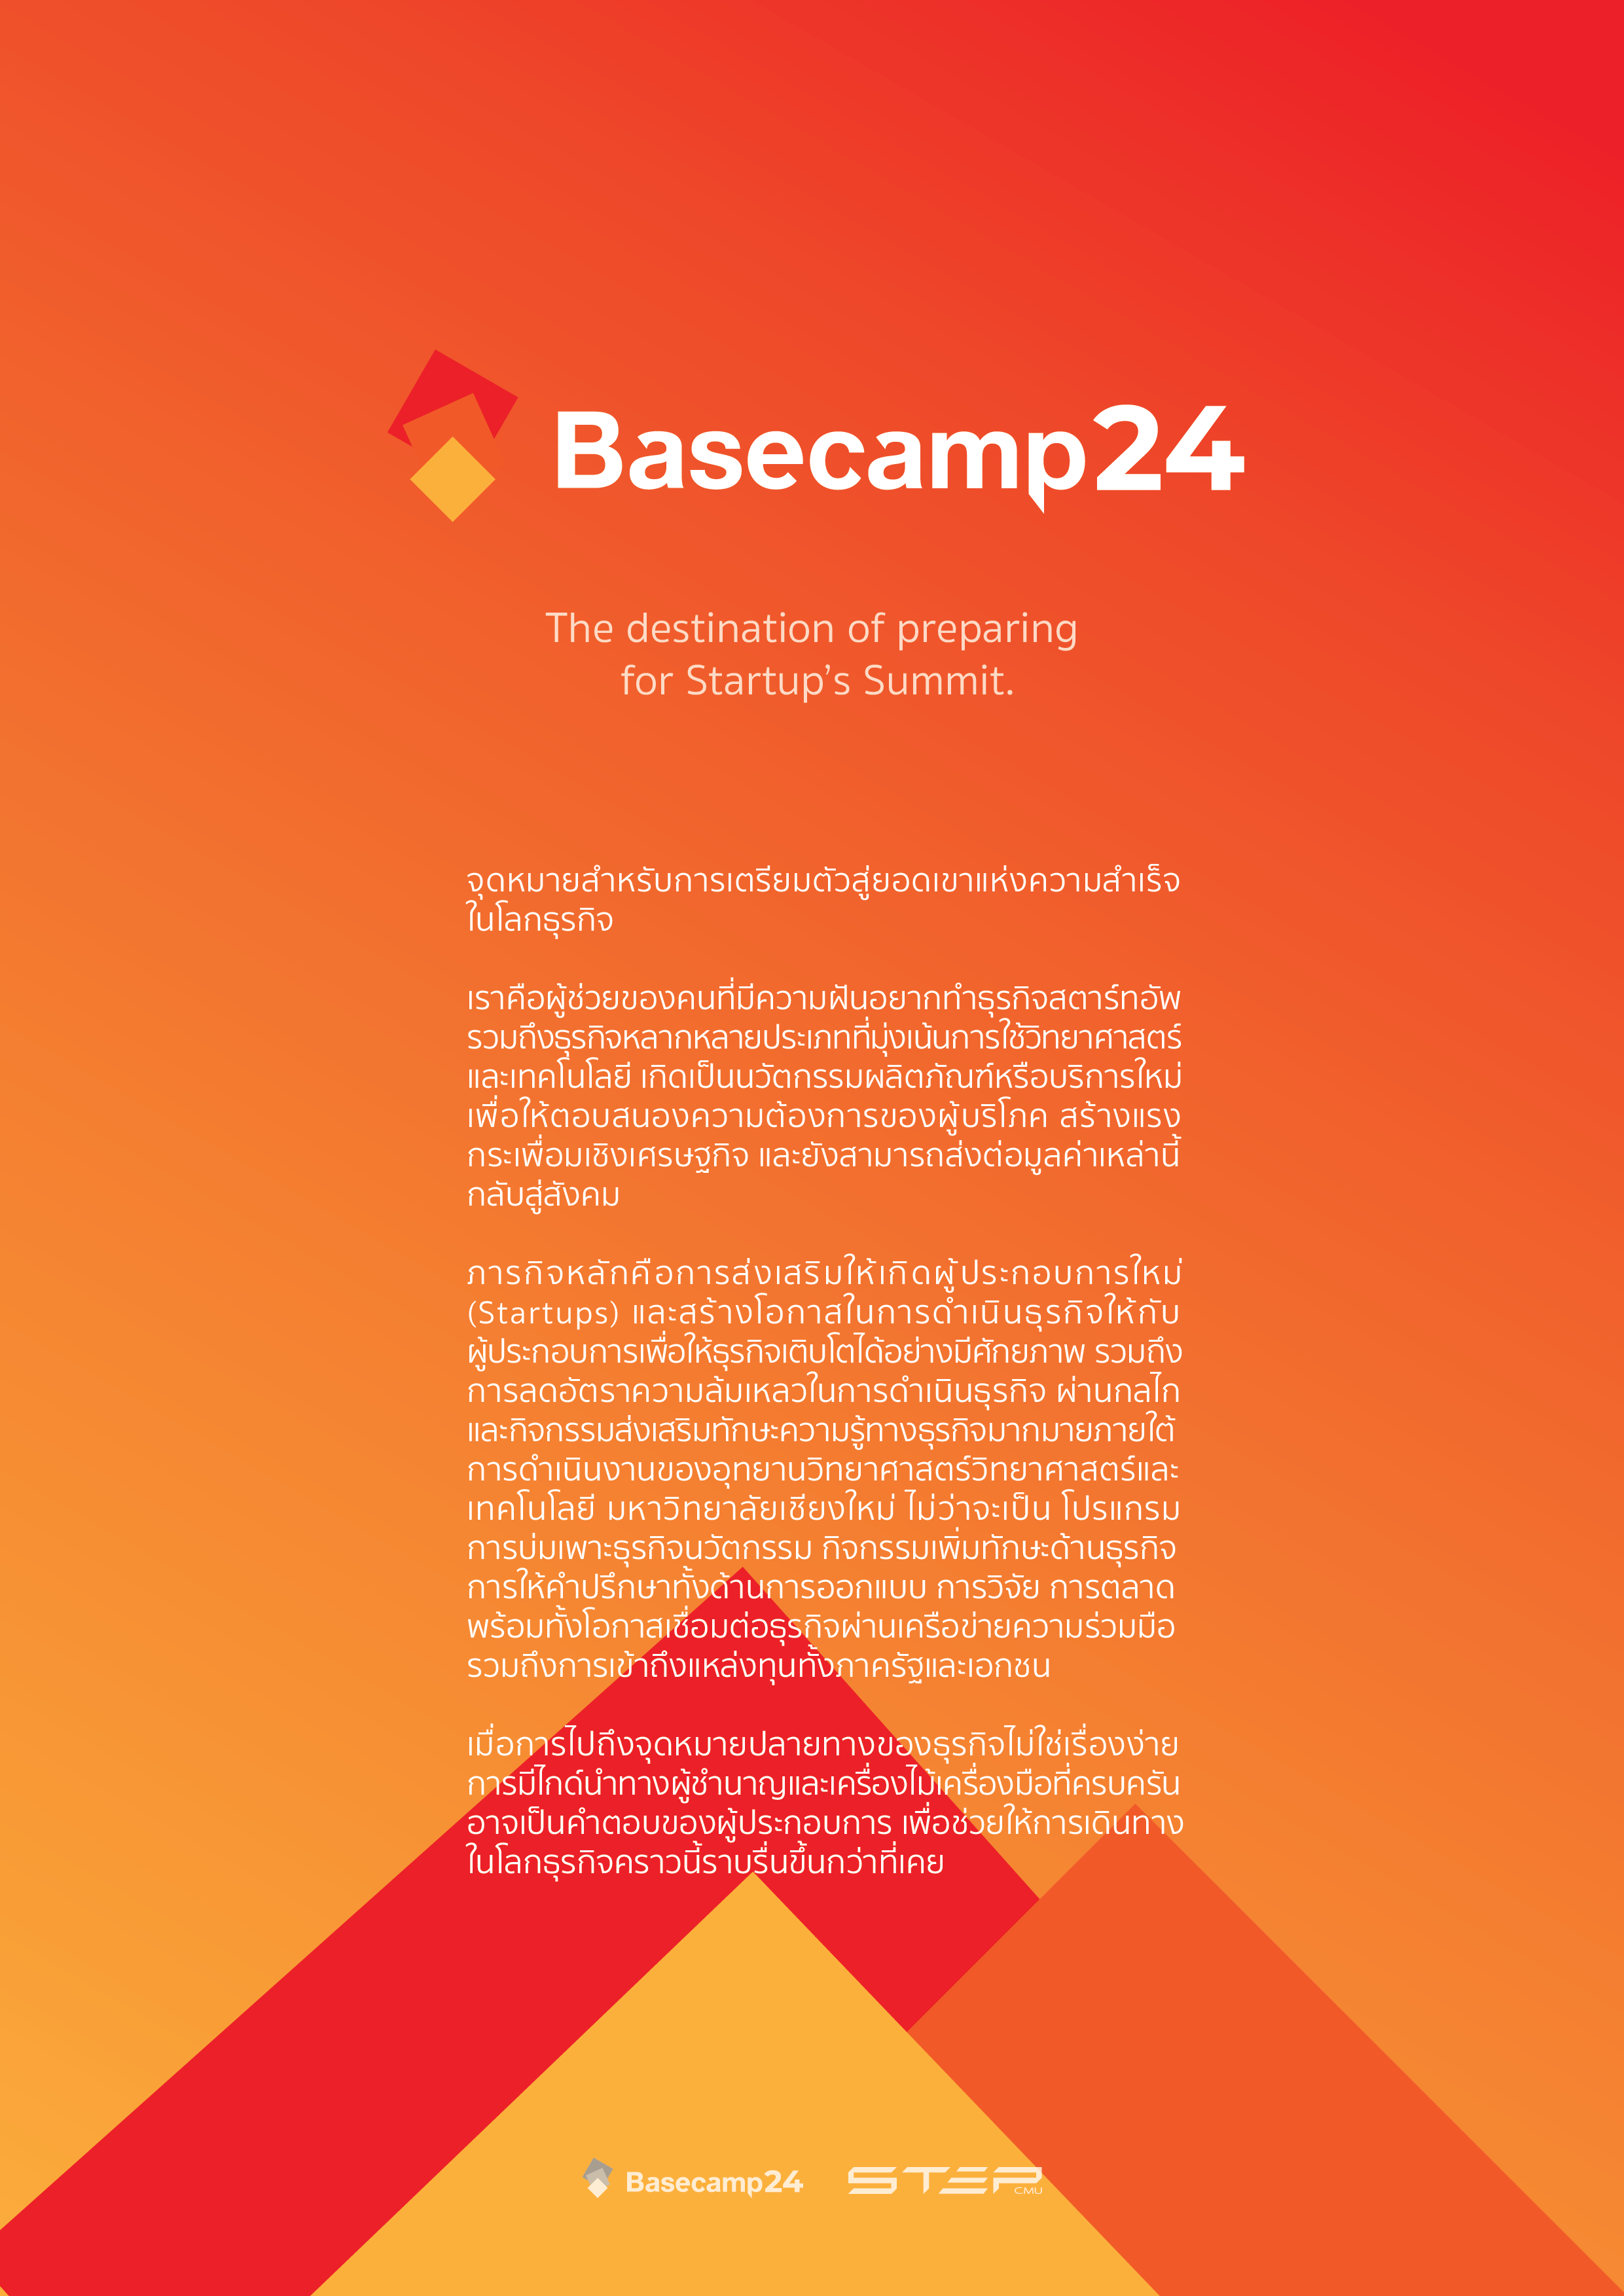 Basecamp24
The destination of preparing
for Startup’s Summit.
จุดหมายสำหรับการเตรียมตัวสู่ยอดเขาแห่งความสำเร็จ
ในโลกธุรกิจ
เราคือผู้ช่วยของคนที่มีความฝันอยากทำธุรกิจสตาร์ทอัพ
รวมถึงธุรกิจหลากหลายประเภทที่มุ่งเน้นการใช้วิทยาศาสตร์
และเทคโนโลยี เกิดเป็นนวัตกรรมผลิตภัณฑ์หรือบริการใหม่
เพื่อให้ตอบสนองความต้องการของผู้บริโภค สร้างแรง
กระเพื่อมเชิงเศรษฐกิจ และยังสามารถส่งต่อมูลค่าเหล่านี้
กลับสู่สังคม
ภารกิจหลักคือการส่งเสริมให้เกิดผู้ประกอบการใหม่
(Startups) และสร้างโอกาสในการดำเนินธุรกิจให้กับ
ผู้ประกอบการเพื่อให้ธุรกิจเติบโตได้อย่างมีศักยภาพ รวมถึง
การลดอัตราความล้มเหลวในการดำเนินธุรกิจ ผ่านกลไก
และกิจกรรมส่งเสริมทักษะความรู้ทางธุรกิจมากมายภายใต้
การดำเนินงานของอุทยานวิทยาศาสตร์วิทยาศาสตร์และ
เทคโนโลยี มหาวิทยาลัยเชียงใหม่ ไม่ว่าจะเป็น โปรแกรม
การบ่มเพาะธุรกิจนวัตกรรม กิจกรรมเพิ่มทักษะด้านธุรกิจ
การให้คำปรึกษาทั้งด้านการออกแบบ การวิจัย การตลาด
พร้อมทั้งโอกาสเชื่อมต่อธุรกิจผ่านเครือข่ายความร่วมมือ
รวมถึงการเข้าถึงแหล่งทุนทั้งภาครัฐและเอกชน
เมื่อการไปถึงจุดหมายปลายทางของธุรกิจไม่ใช่เรื่องง่าย
การมีไกด์นำทางผู้ชำนาญและเครื่องไม้เครื่องมือที่ครบครัน
อาจเป็นคำตอบของผู้ประกอบการ เพื่อช่วยให้การเดินทาง
ในโลกธุรกิจคราวนี้ราบรื่นขึ้นกว่าที่เคย
Basecamp24 STEP CMU